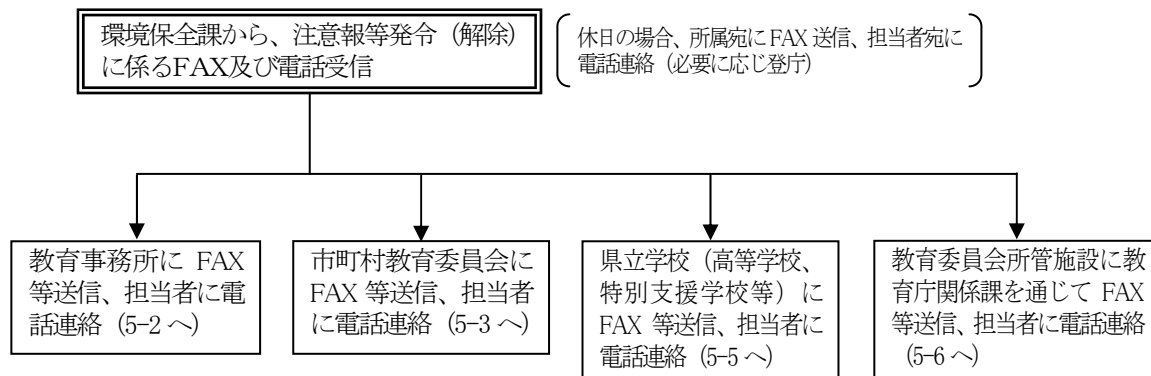 環境保全課から、注意報等発令（解除）
に係るFAX及び電話受信
休日の場合、所属宛にFAX送信、担当者宛に
電話連絡（必要に応じ登庁）
教育事務所に FAX
等送信、担当者に電
話連絡（5-2へ）
市町村教育委員会に
FAX等送信、担当者
に電話連絡（5-3へ）
県立学校（高等学校、
特別支援学校等）に
FAX 等送信、担当者に
電話連絡（5-5へ）
教育委員会所管施設に教
育庁関係課を通じて FAX
等送信、担当者に電話連絡
（5-6へ）